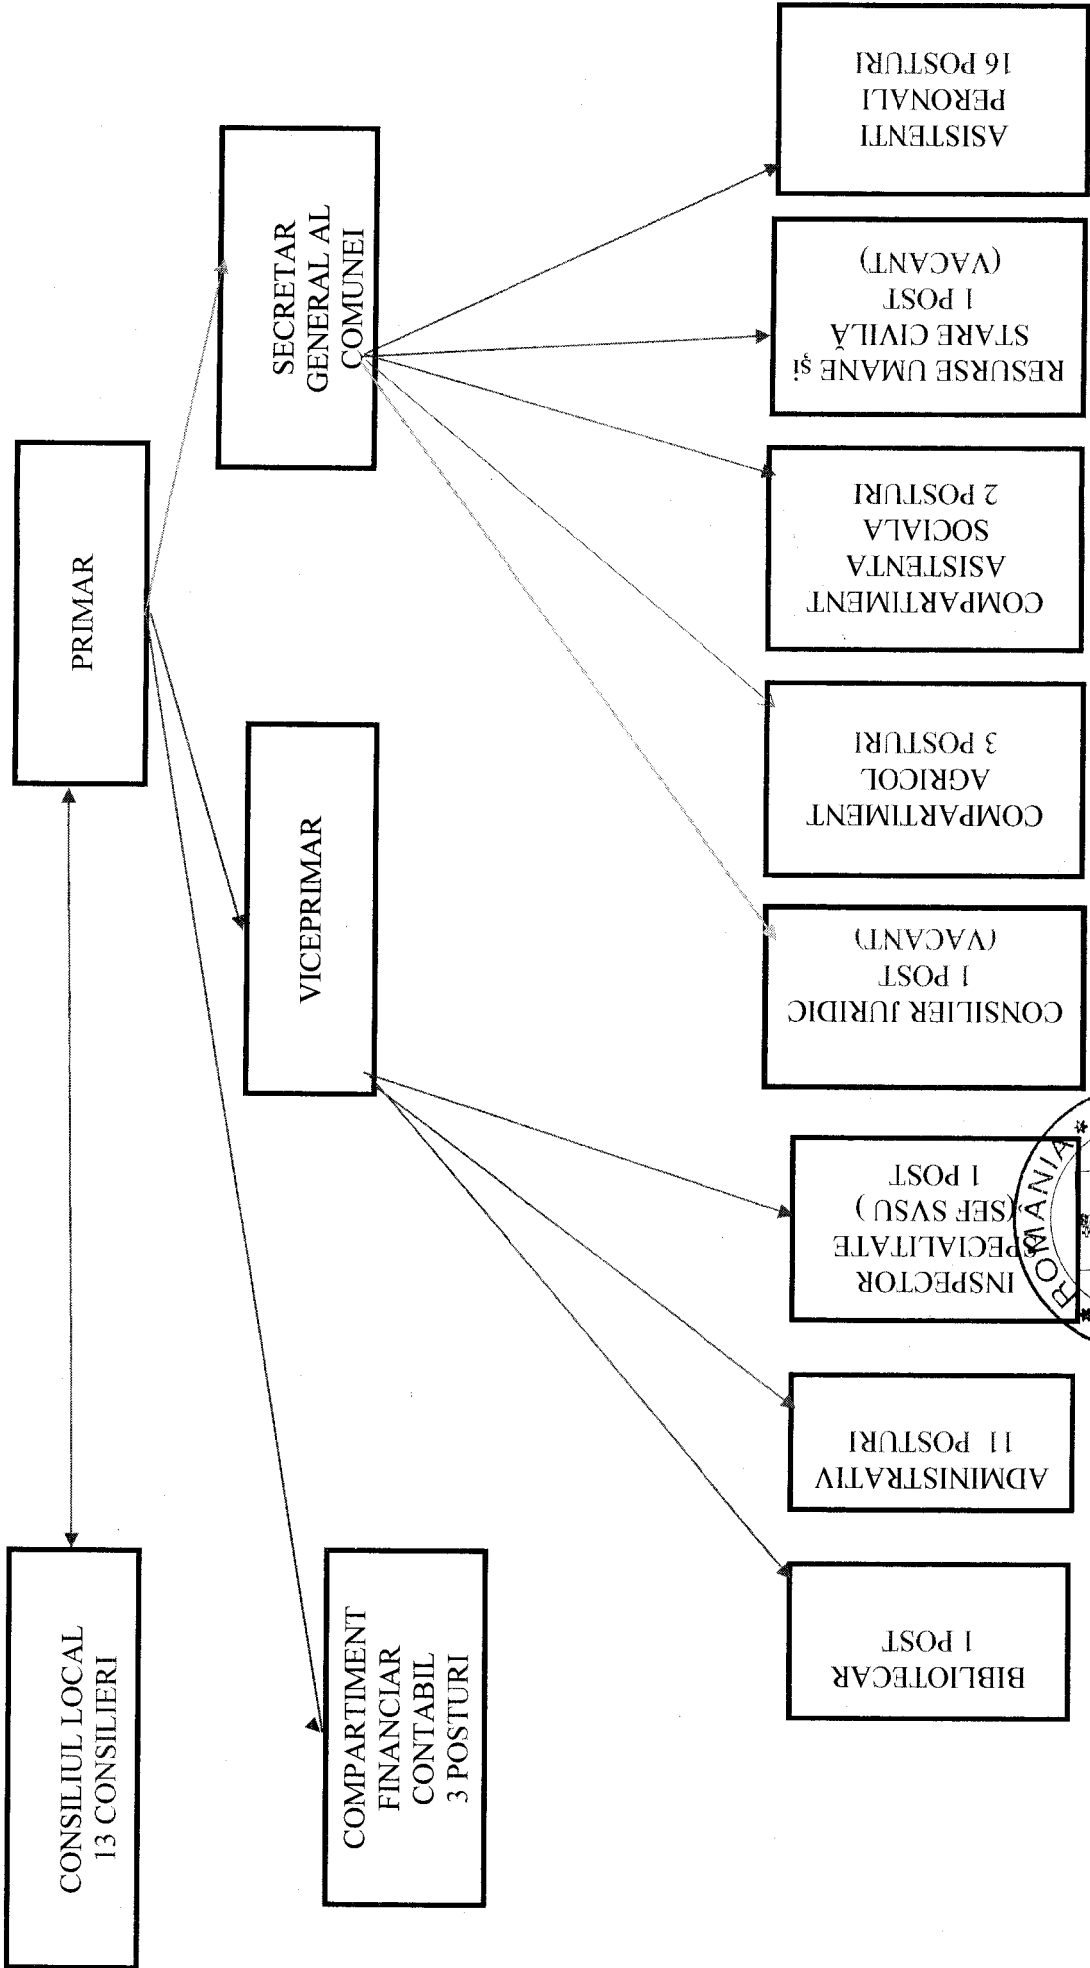 CONSILIUL LOCAL
13 CONSILIERI
PRIMAR
COMPARTIMENT
FINANCIAR
CONTABIL
3 POSTURI
VICEPRIMAR
SECRETAR
GENERAL AL
COMUNEI
BIBLIOTECAR
1 POST
ADMINISTRATIV
11 POSTURI
INSPECTOR
SPECIALITATE
(SEF SVSU )
1 POST
CONSILIER JURIDIC
1 POST
(VACANT)
COMPARTIMENT
AGRICOL
3 POSTURI
COMPARTIMENT
ASISTENTA
SOCIALA
2 POSTURI
RESURSE UMANE și
STARE CIVILĂ
1 POST
(VACANT)
ASISTENTI
PERONALI
16 POSTURI
* ROMÂNIA *